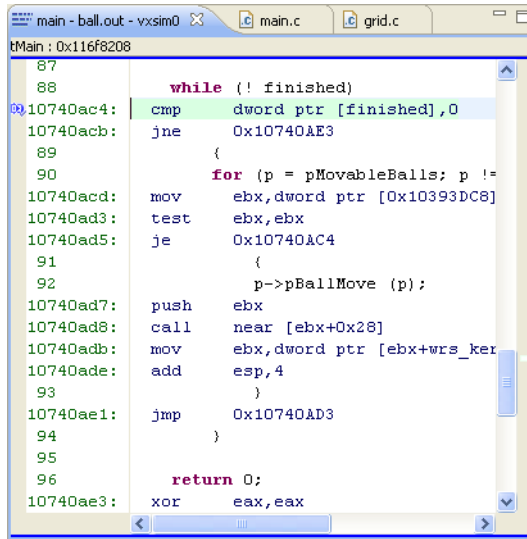 main - ball.out - vxsim0 main.c grid.c
tMain : 0x116f8208
87
88 while (! finished)
10740ac4: cmp dword ptr [finished],0
10740acb: jne 0x10740AE3
89 {
90 for (p = pMovableBalls; p !=
10740acd: mov ebx,dword ptr [0x10393DC8]
10740ad3: test ebx,ebx
10740ad5: je 0x10740AC4
91 {
92 p->pBallMove (p);
10740ad7: push ebx
10740ad8: call near [ebx+0x28]
10740adb: mov ebx,dword ptr [ebx+wrs_ker
10740ade: add esp,4
93 }
10740ae1: jmp 0x10740AD3
94 }
95
96 return 0;
10740ae3: xor eax,eax